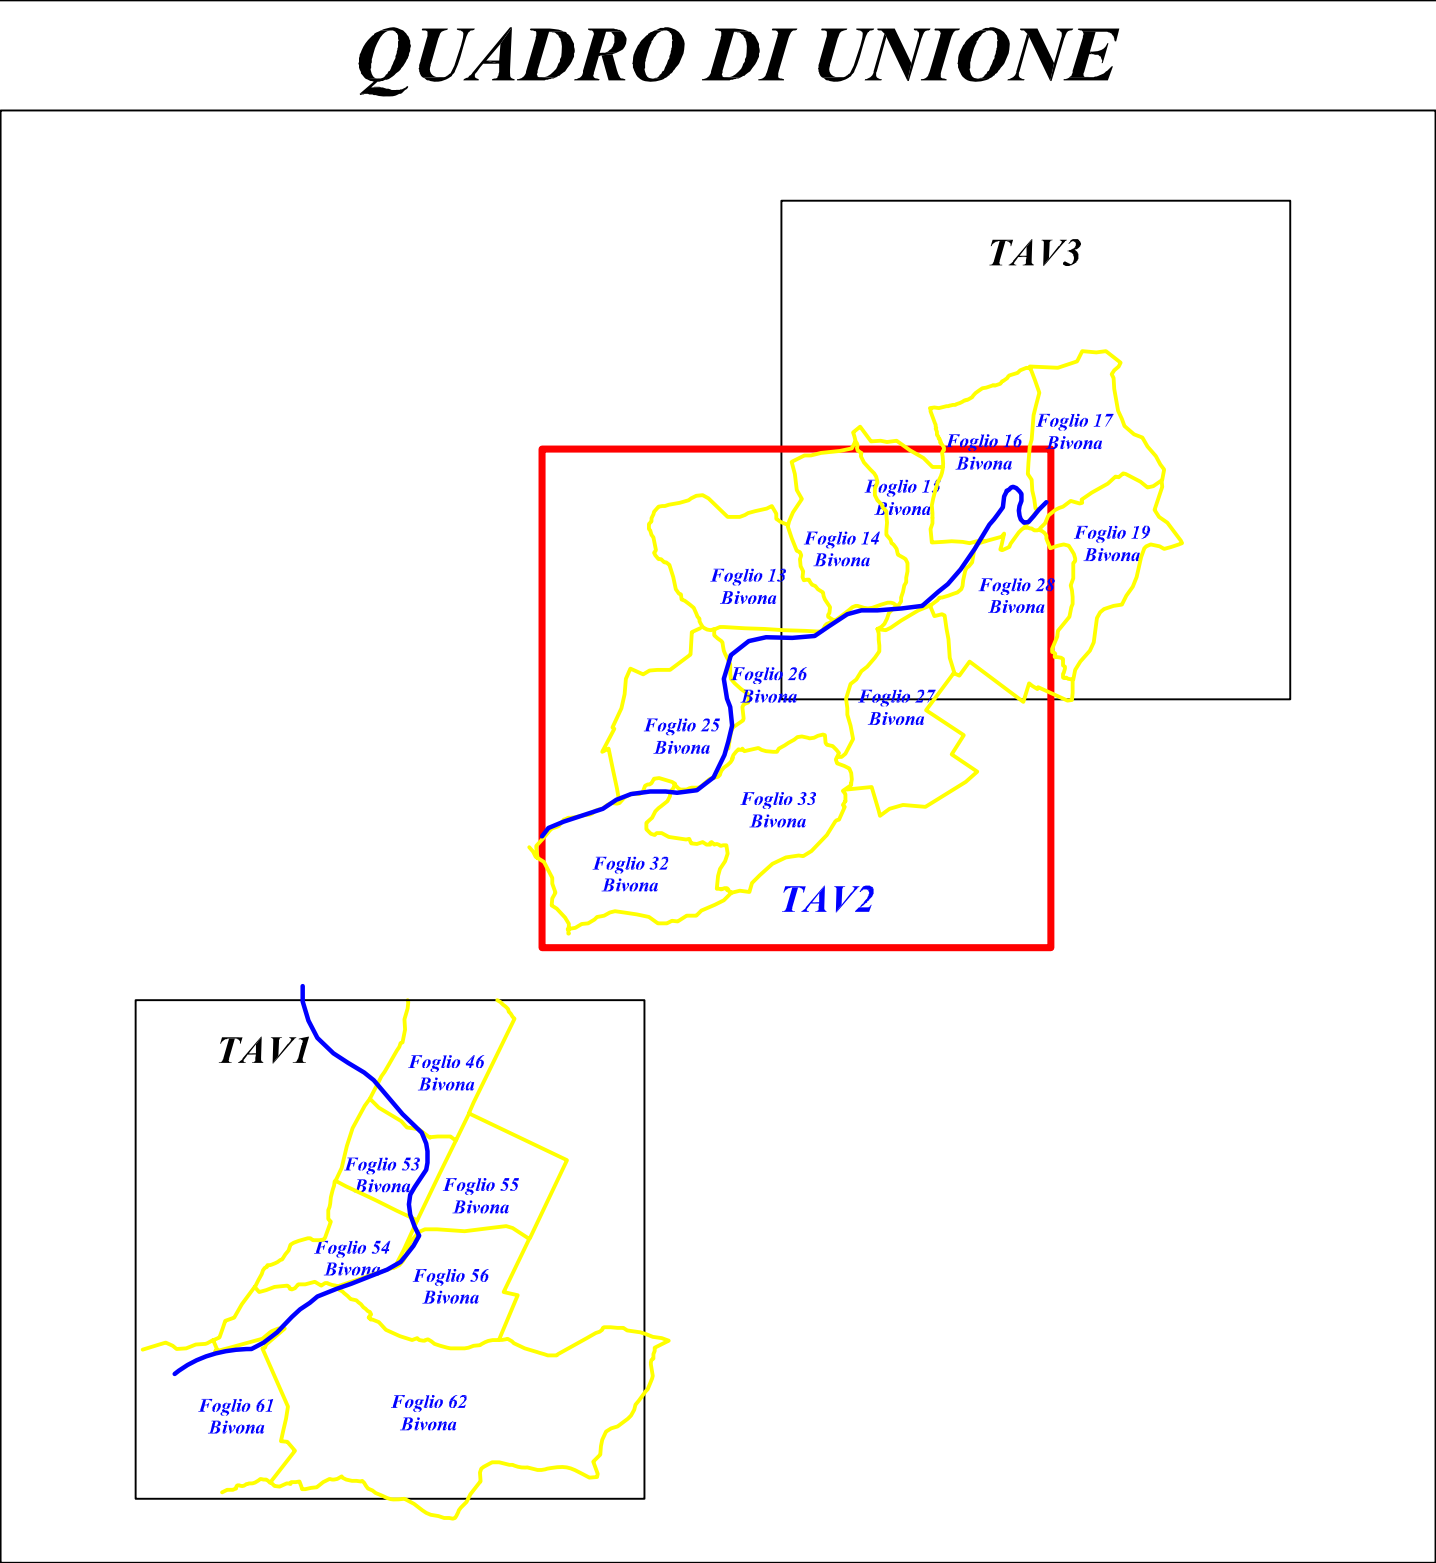 QUADRO DI UNIONE
TAV3
Foglio 17
Bivona
Foglio 16
Bivona
Foglio 15
Bivona
Foglio 19
Bivona
Foglio 14
Bivona
Foglio 13
Bivona
Foglio 28
Bivona
Foglio 26
Bivona
Foglio 27
Bivona
Foglio 25
Bivona
Foglio 33
Bivona
Foglio 32
Bivona
TAV2
TAV1
Foglio 46
Bivona
Foglio 53
Bivona
Foglio 55
Bivona
Foglio 54
Bivona
Foglio 56
Bivona
Foglio 61
Bivona
Foglio 62
Bivona